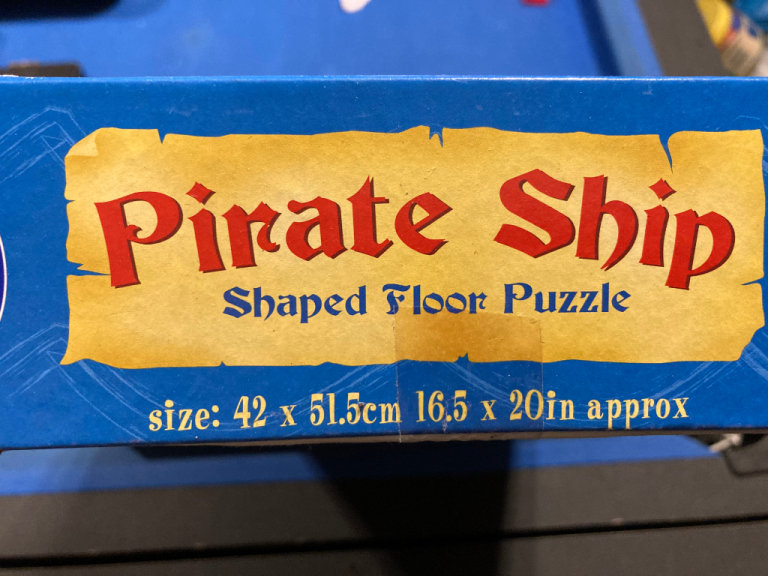 Pirate Ship
Shaped Floor Puzzle
size: 42 x 51.5cm 16.5 x 20in approx